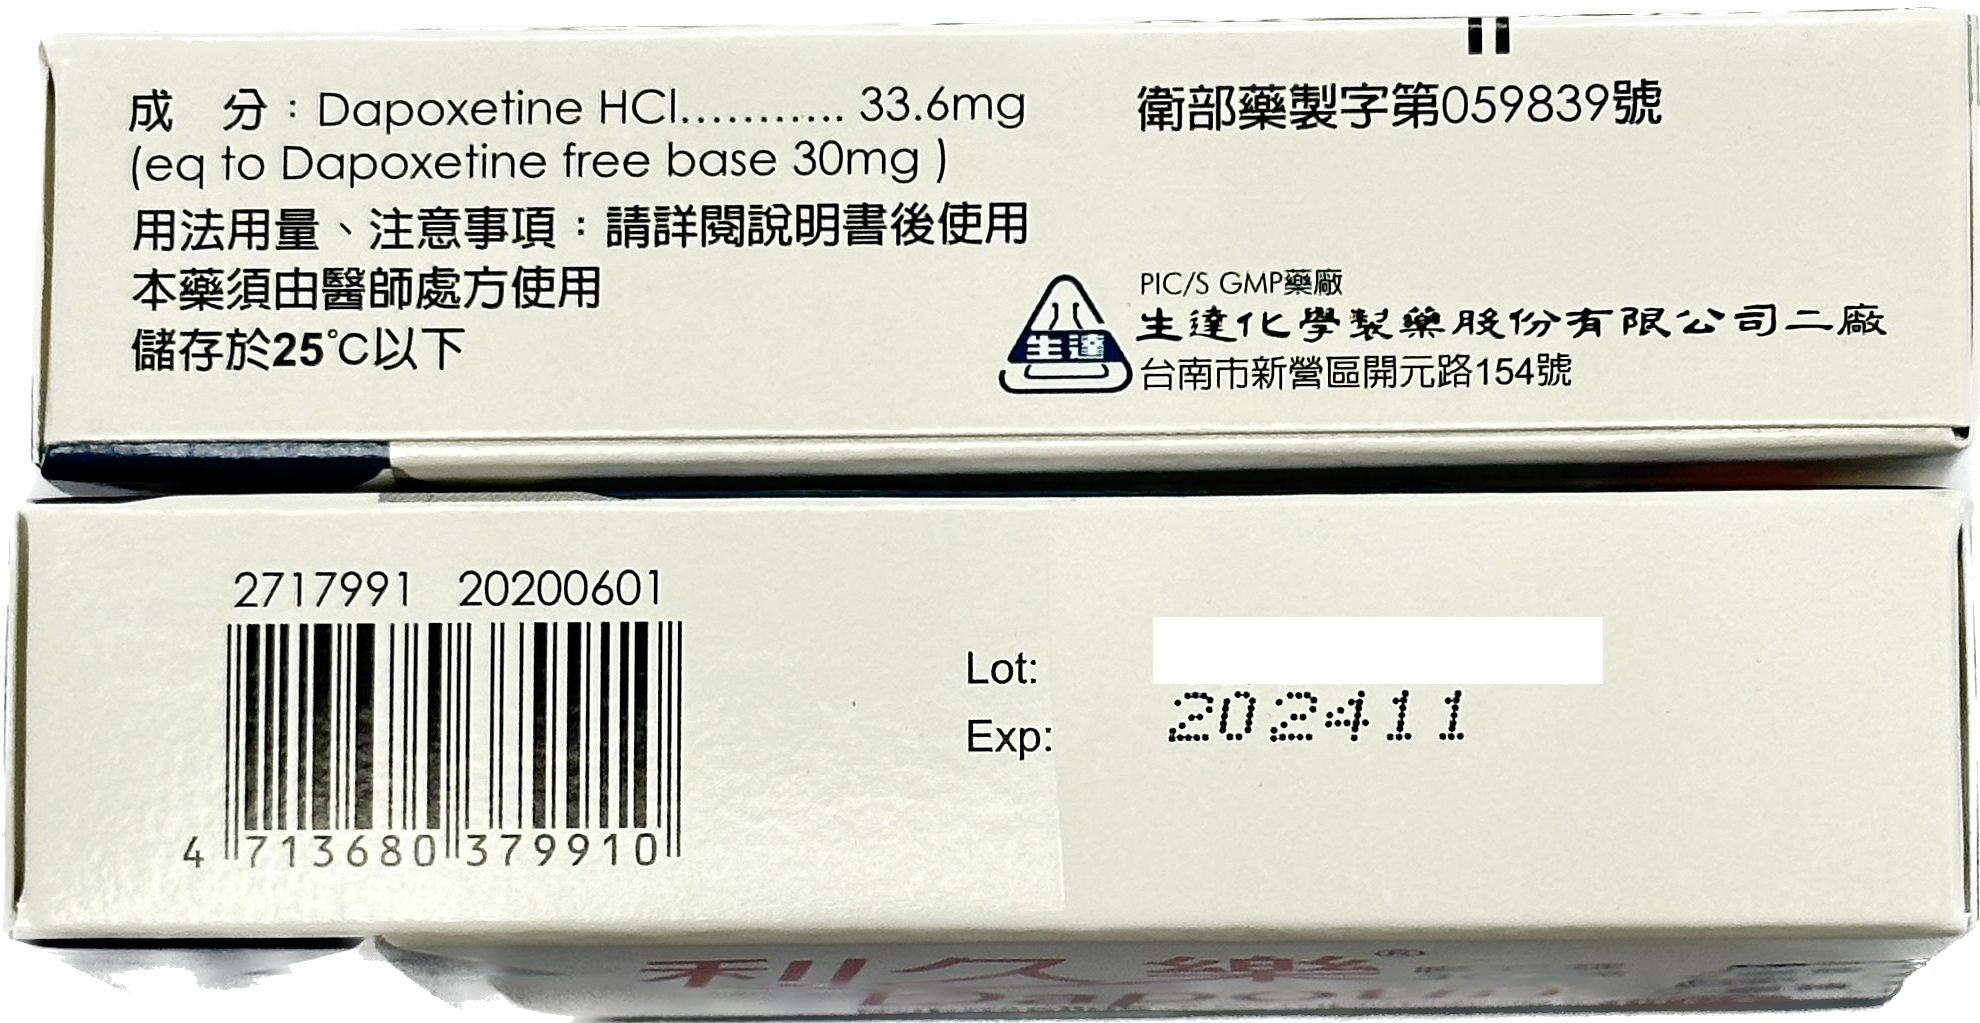 成 分：Dapoxetine HCl........... 33.6mg
(eq to Dapoxetine free base 30mg )
用法用量、注意事項：請詳閱說明書後使用
本藥須由醫師處方使用
儲存於25℃以下
衛部藥製字第059839號
PIC/S GMP藥廠
生達化學製藥股份有限公司二廠
生達
台南市新營區開元路154號
2717991 20200601
4 713680 379910
Lot:
Exp: 202411
利久樂®